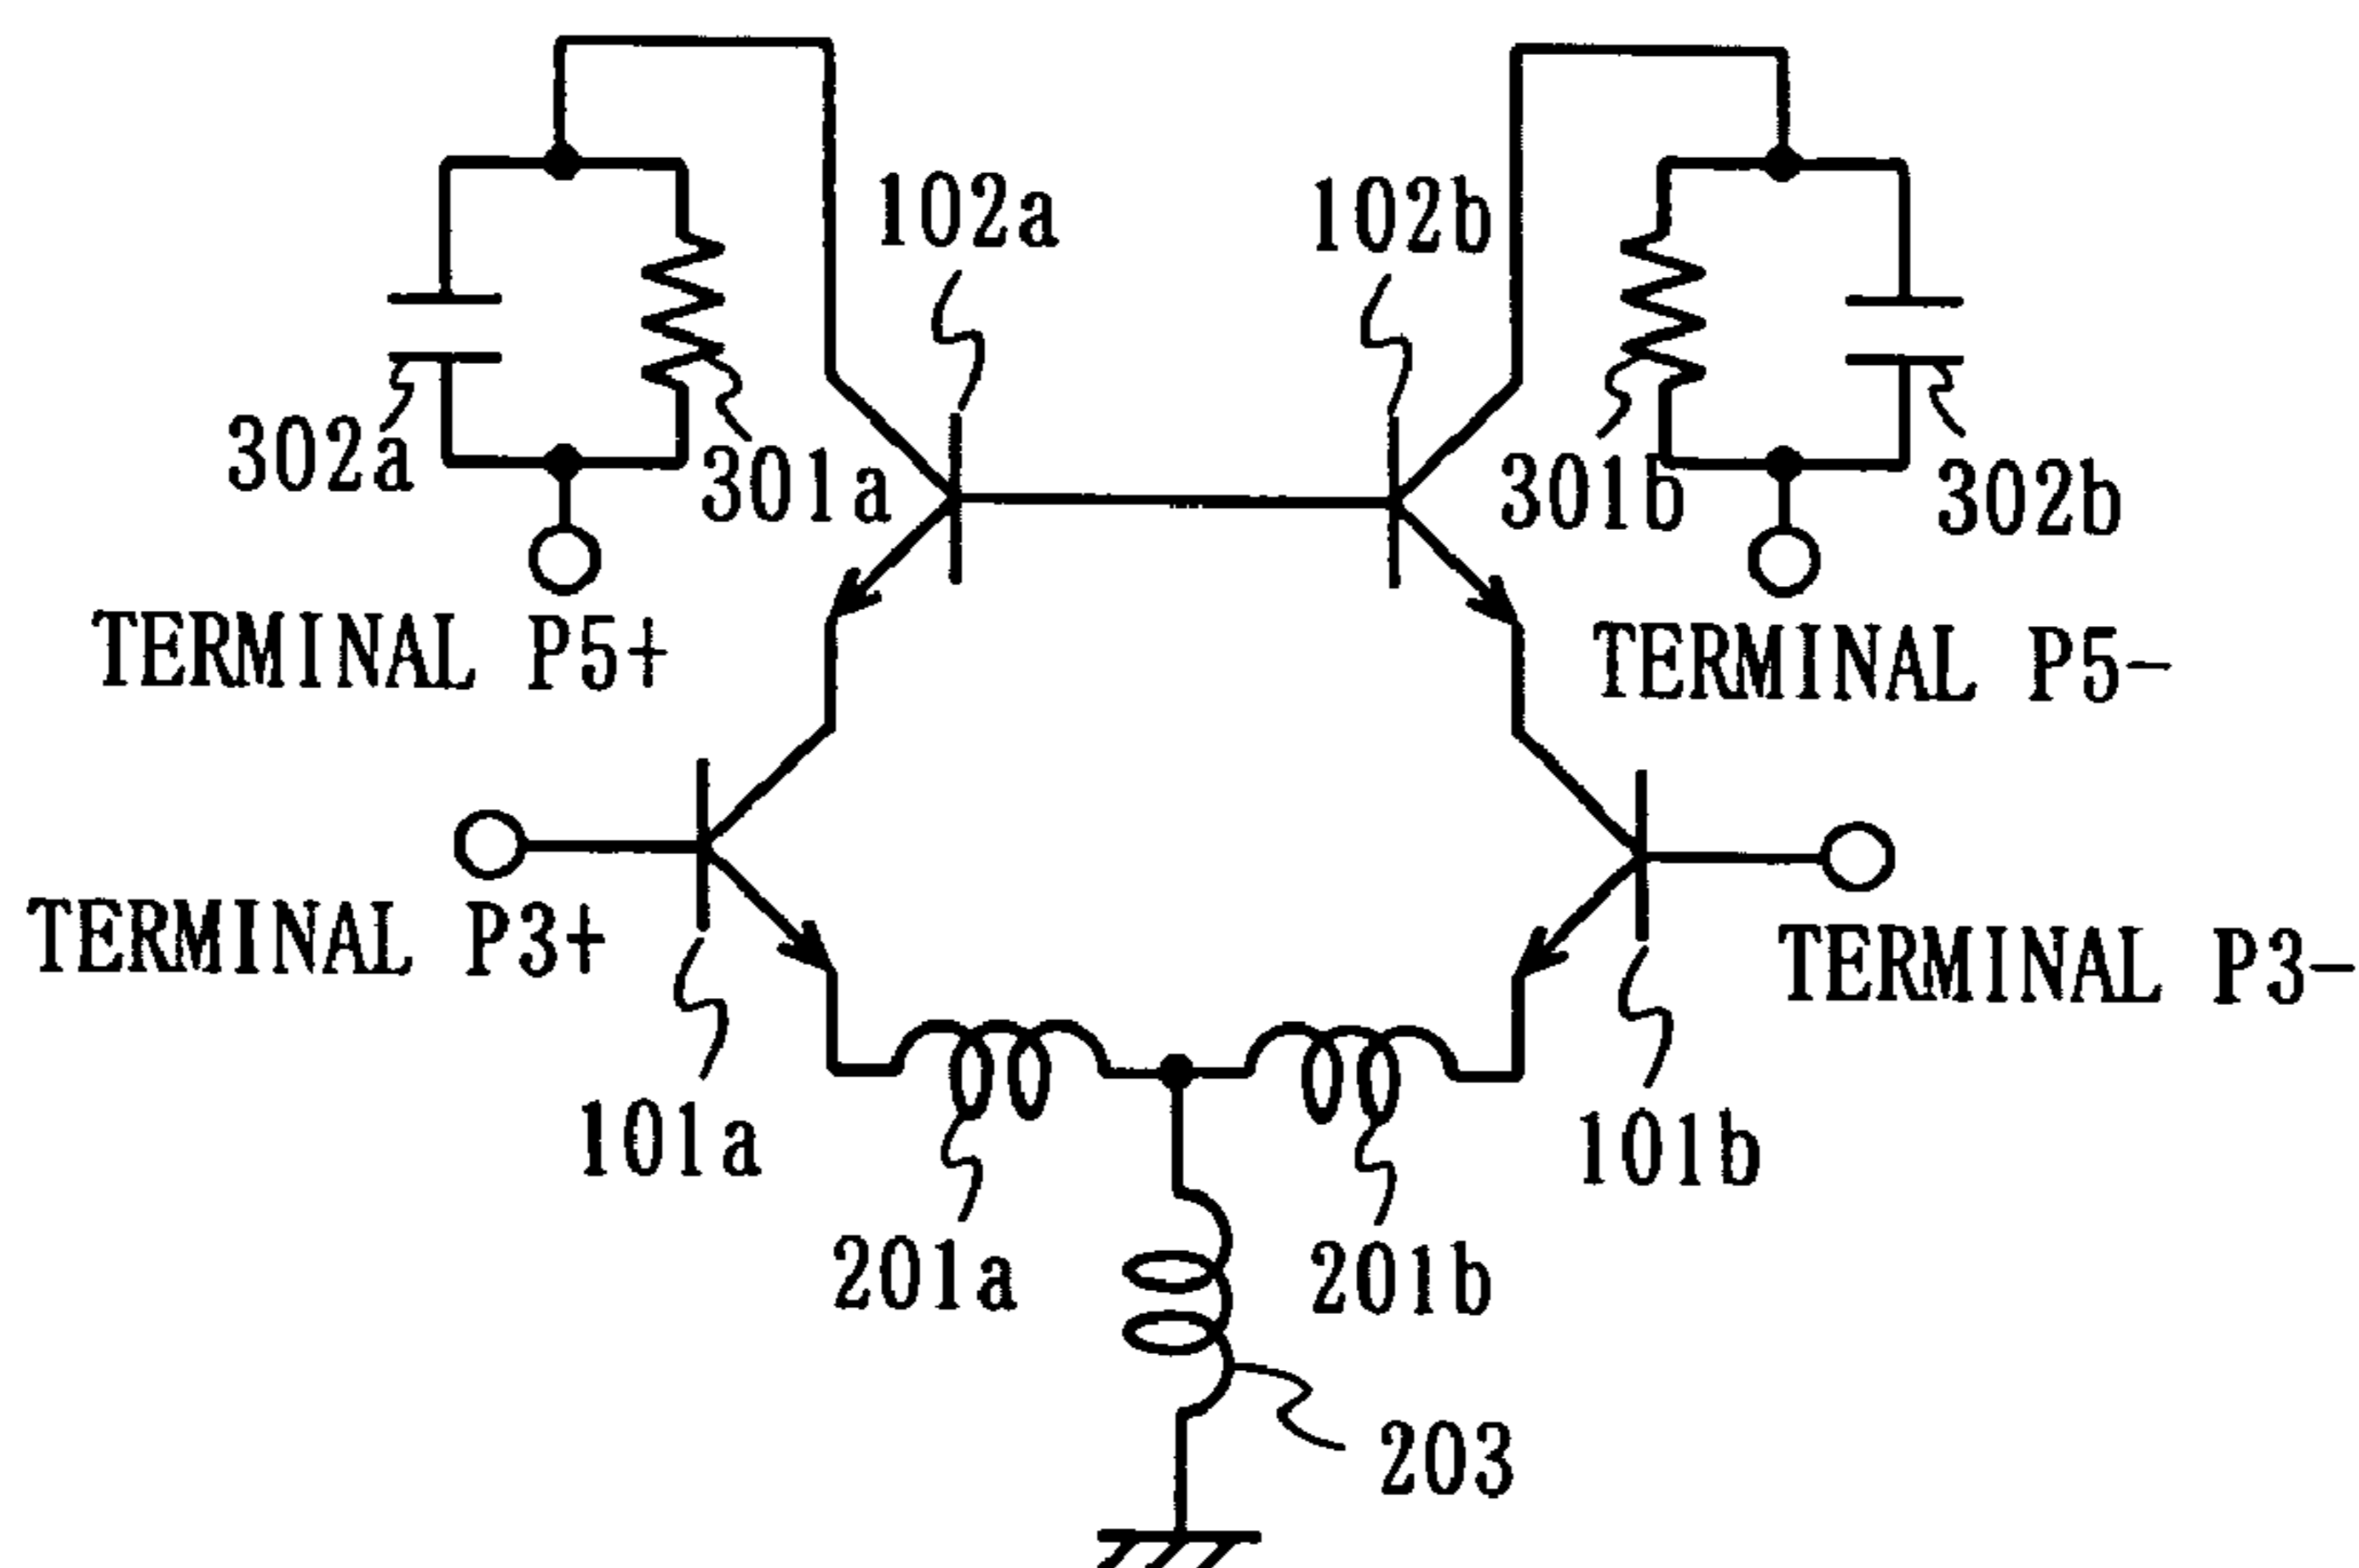 102a
102b
302a
301a
301b
302b
TERMINAL P5+
TERMINAL P5-
TERMINAL P3+
TERMINAL P3-
101a
101b
201a
201b
203